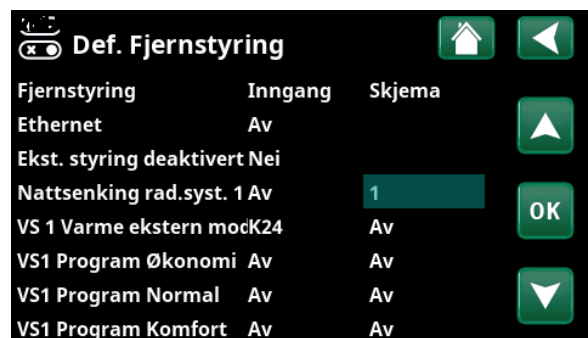 Def. Fjernstyring
Fjernstyring Inngang Skjema
Ethernet Av
Ekst. styring deaktivert Nei
Nattsenking rad.syst. 1 Av 1
VS 1 Varme ekstern mod K24 Av
VS1 Program Økonomi Av Av
VS1 Program Normal Av Av
VS1 Program Komfort Av Av
OK